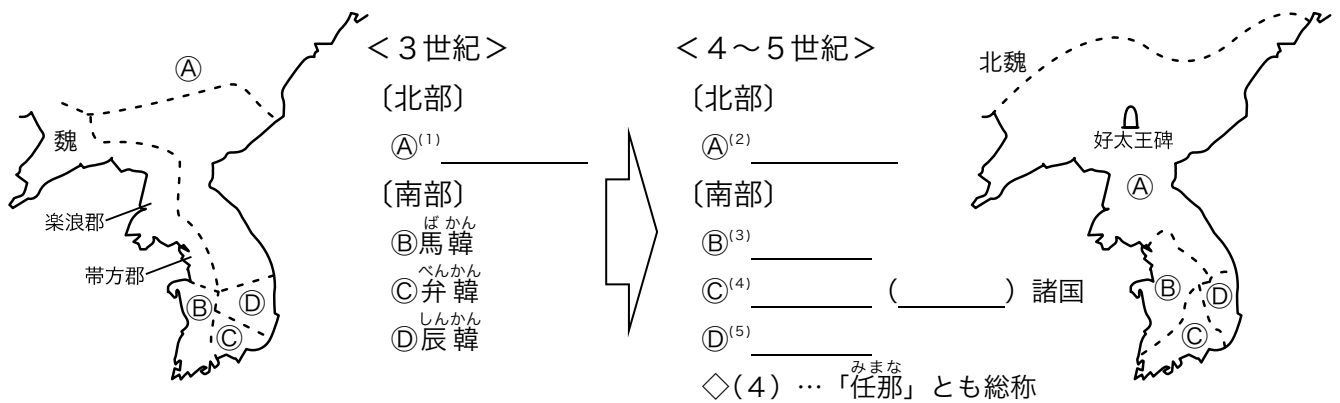 Ⓐ
魏
楽浪郡
帯方郡
Ⓑ
Ⓓ
Ⓒ
＜３世紀＞
〔北部〕
Ⓐ(1)
〔南部〕
Ⓑ馬韓
ばかん
Ⓒ弁韓
べんかん
Ⓓ辰韓
しんかん
＜４～５世紀＞
〔北部〕
Ⓐ(2)
〔南部〕
Ⓑ(3)
Ⓒ(4) （ ）諸国
Ⓓ(5)
◇(４) …「任那」とも総称
みまな
北魏
好太王碑
Ⓐ
Ⓑ
Ⓓ
Ⓒ